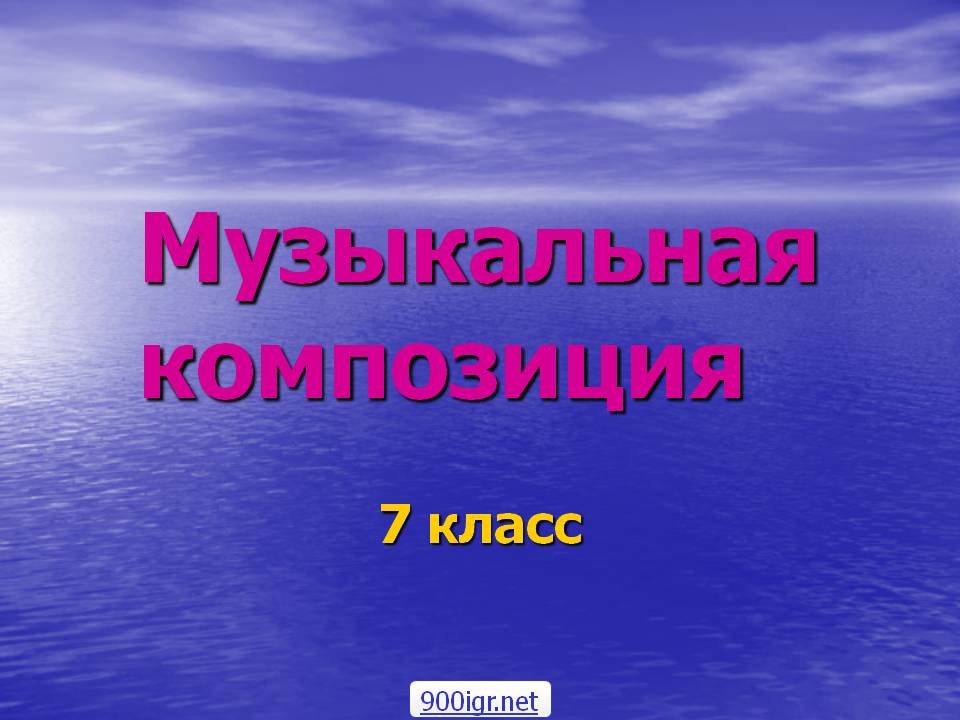 Музыкальная
композиция
7 класс
900igr.net